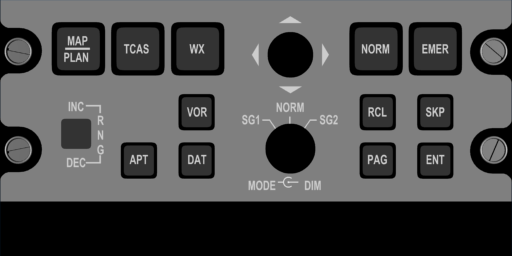 MAP
PLAN
TCAS
WX
NORM
EMER
INC
RNG
DEC
VOR
APT
DAT
NORM
SG1
SG2
MODE
DIM
RCL
SKP
PAG
ENT